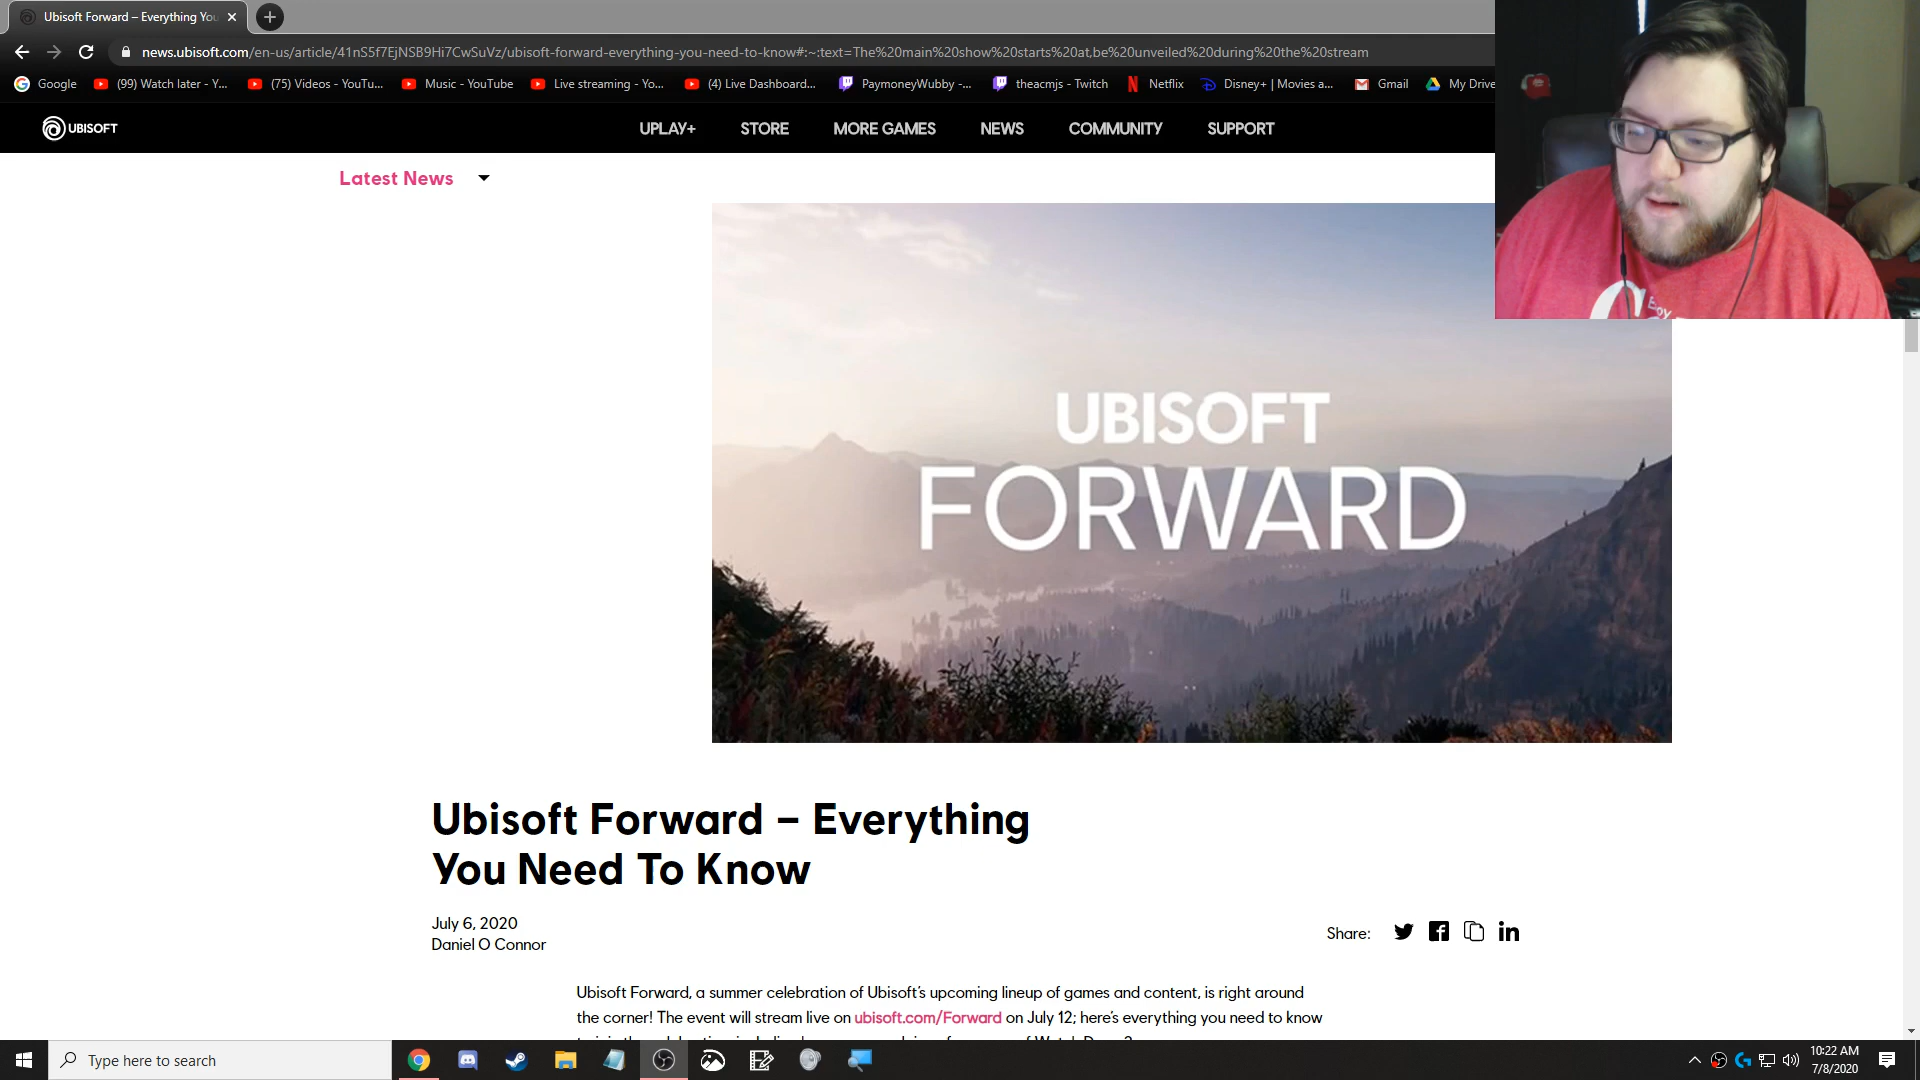 Ubisoft Forward – Everything You
news.ubisoft.com/en-us/article/41nS5f7EjNSB9Hi7CwSuVz/ubisoft-forward-everything-you-need-to-know#:~:text=The%20main%20show%20starts%20at,be%20unveiled%20during%20the%20stream
Google (99) Watch later - Y... (75) Videos - YouTu... Music - YouTube Live streaming - Yo... (4) Live Dashboard... PaymoneyWubby -... theacmjs - Twitch Netflix Disney+ | Movies a... Gmail My Drive
UBISOFT UPLAY+ STORE MORE GAMES NEWS COMMUNITY SUPPORT
Latest News
UBISOFT
FORWARD
Ubisoft Forward – Everything
You Need To Know
July 6, 2020
Daniel O Connor
Share:
Ubisoft Forward, a summer celebration of Ubisoft's upcoming lineup of games and content, is right around
the corner! The event will stream live on ubisoft.com/Forward on July 12; here's everything you need to know
Type here to search
10:22 AM
7/8/2020